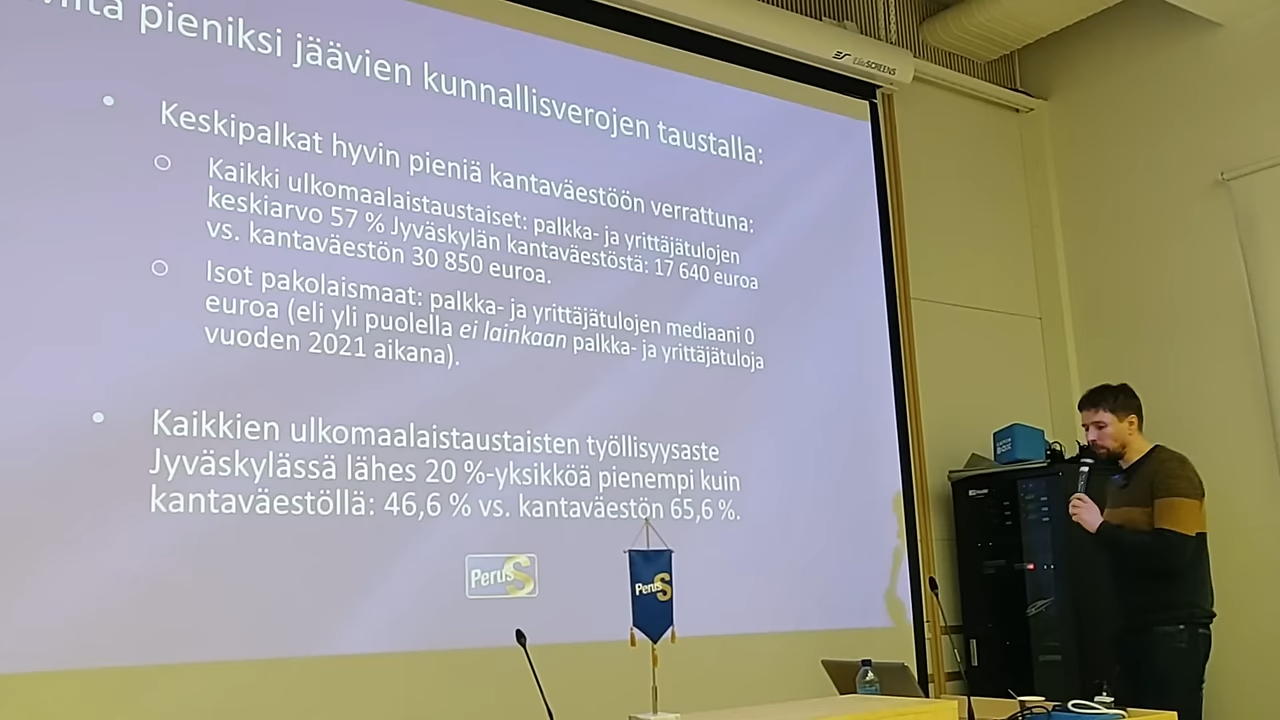 pieniksi jäävien kunnallisverojen taustalla:
Keskipalkat hyvin pieniä kantaväestöön verrattuna:
Kaikki ulkomaalaistaustaiset: palkka- ja yrittäjätulojen
keskiarvo 57 % Jyväskylän kantaväestöstä: 17 640 euroa
vs. kantaväestön 30 850 euroa.
Isot pakolaismaat: palkka- ja yrittäjätulojen mediaani 0
euroa (eli yli puolella ei lainkaan palkka- ja yrittäjätuloja
vuoden 2021 aikana).
Kaikkien ulkomaalaistaustaisten työllisyysaste
Jyväskylässä lähes 20 %-yksikköä pienempi kuin
kantaväestöllä: 46,6 % vs. kantaväestön 65,6 %.
PerusS
PerusS
EliteSCREENS